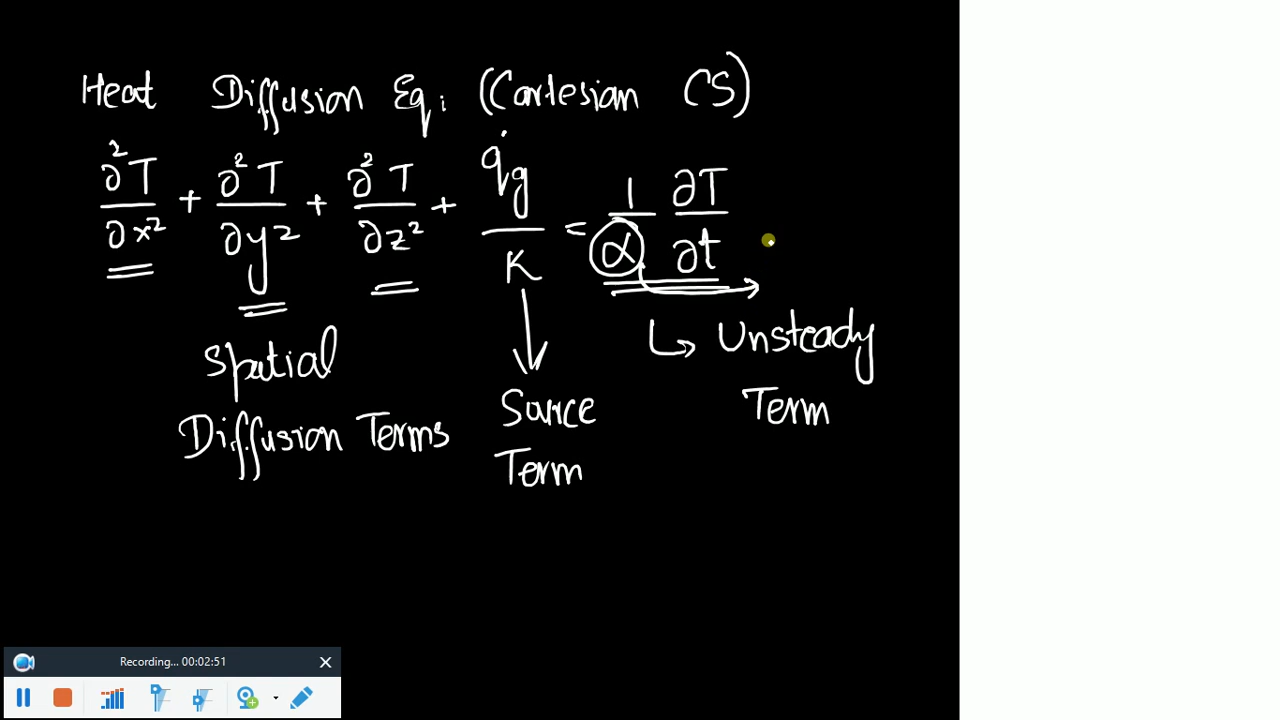 Heat Diffusion Eq: (Cartesian CS)
∂²T/∂x² + ∂²T/∂y² + ∂²T/∂z² + q̇g/K = 1/α ∂T/∂t
Spatial
Diffusion Terms
Source
Term
Unsteady
Term
Recording... 00:02:51